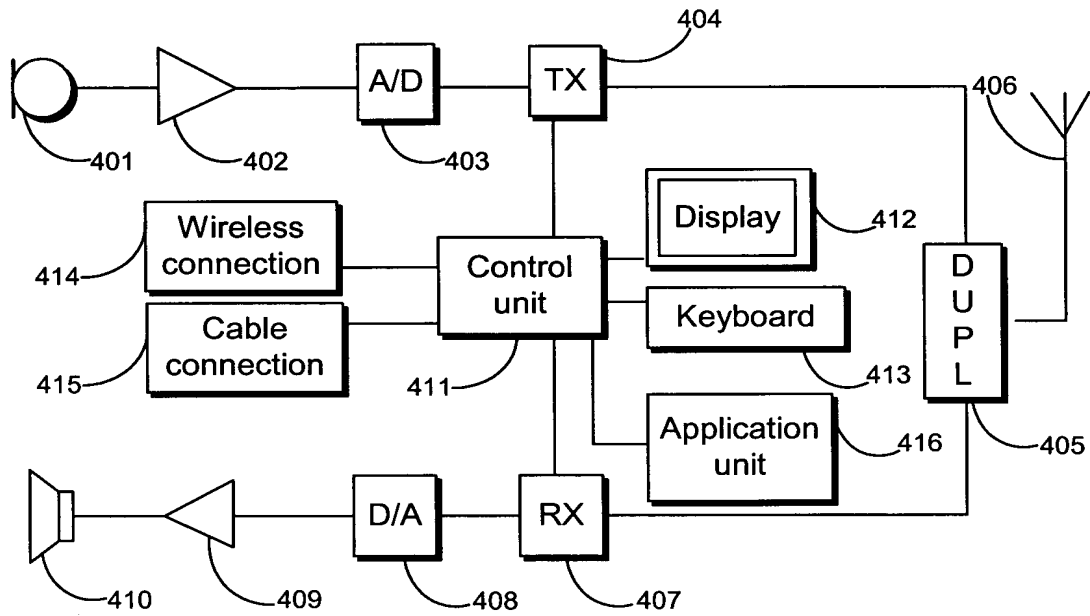 404
A/D
TX
406
401
402
403
Display
412
Wireless
connection
414
Control
unit
D
U
P
L
Keyboard
Cable
connection
415
411
413
Application
unit
416
405
D/A
RX
410
409
408
407